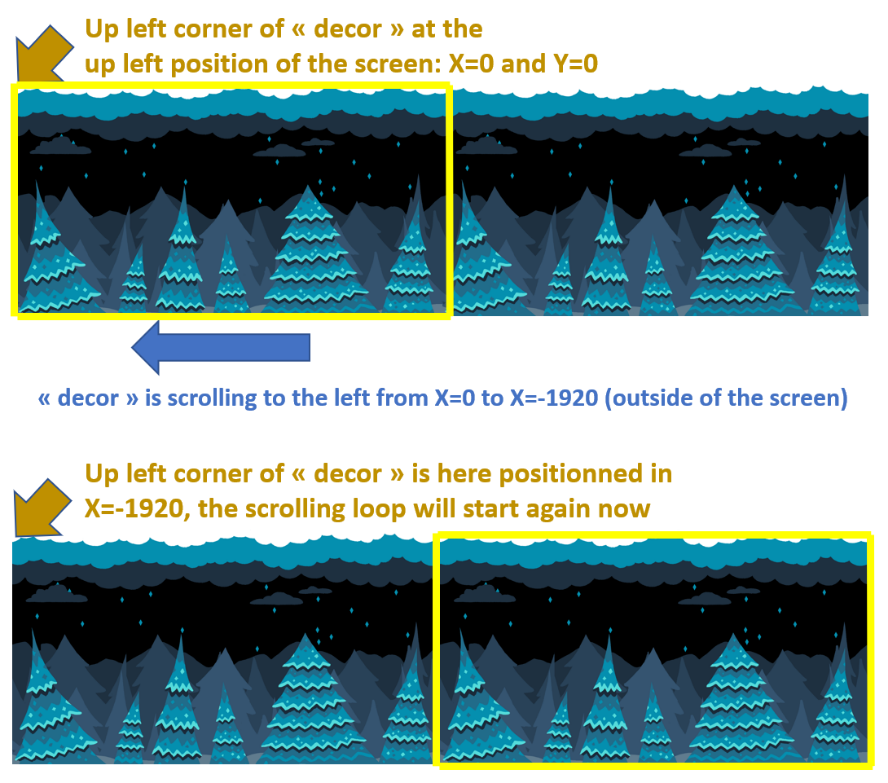 Up left corner of « decor » at the
up left position of the screen: X=0 and Y=0
« decor » is scrolling to the left from X=0 to X=-1920 (outside of the screen)
Up left corner of « decor » is here positionned in
X=-1920, the scrolling loop will start again now